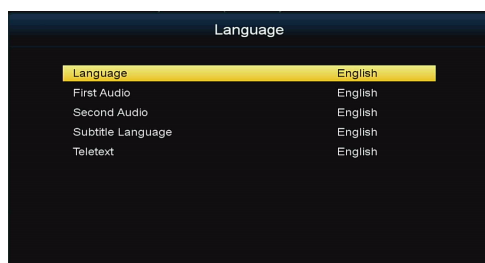 Language
Language English
First Audio English
Second Audio English
Subtitle Language English
Teletext English